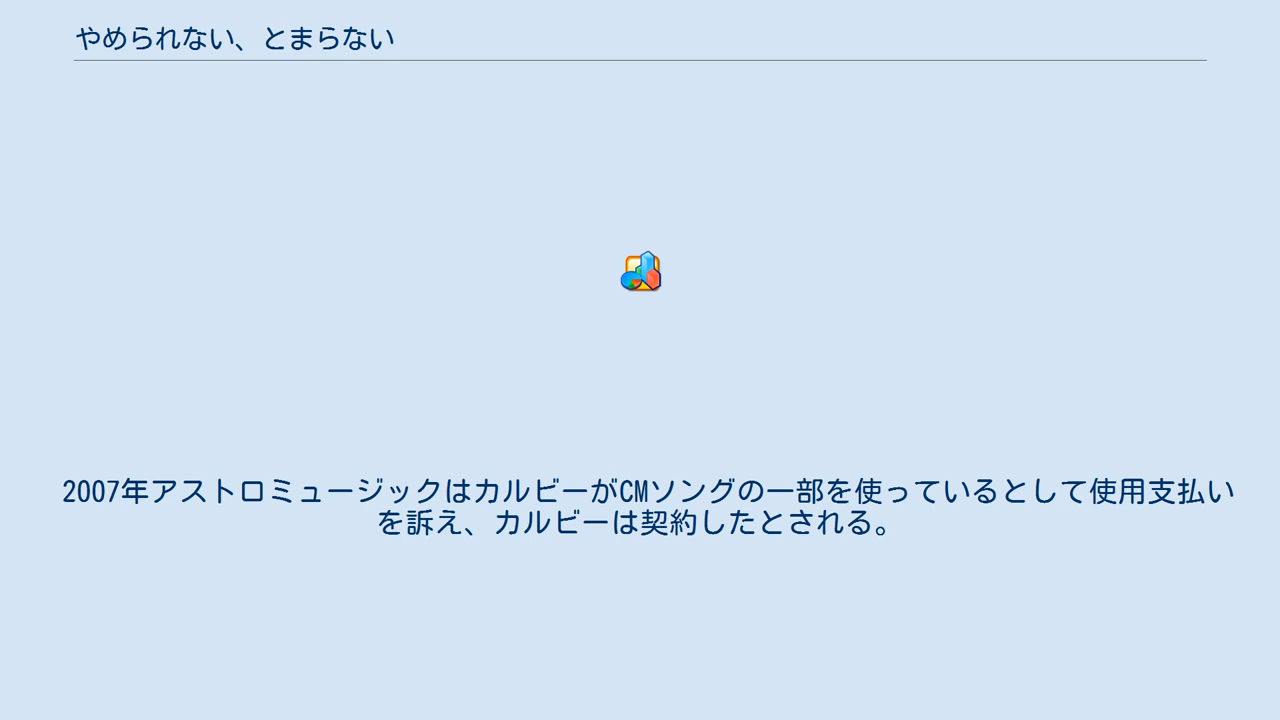 やめられない、とまらない
2007年アストロミュージックはカルビーがCMソングの一部を使っているとして使用支払い
を訴え、カルビーは契約したとされる。